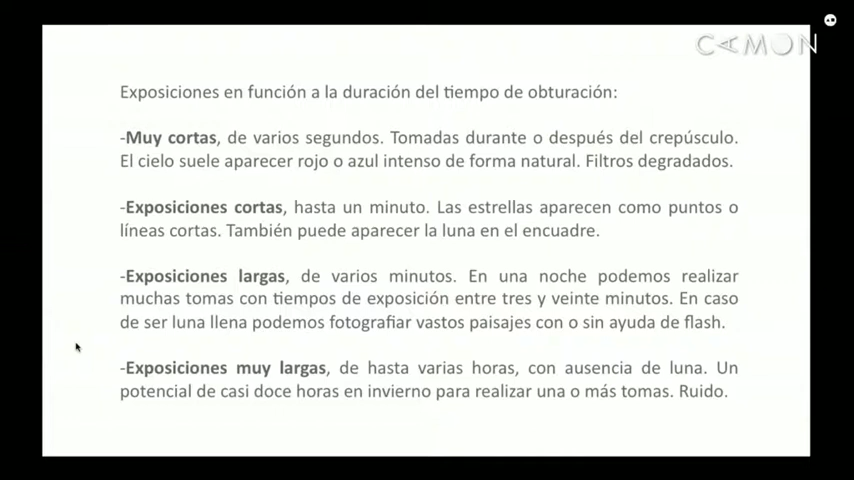 CAMON
Exposiciones en función a la duración del tiempo de obturación:
-Muy cortas, de varios segundos. Tomadas durante o después del crepúsculo.
El cielo suele aparecer rojo o azul intenso de forma natural. Filtros degradados.
-Exposiciones cortas, hasta un minuto. Las estrellas aparecen como puntos o
líneas cortas. También puede aparecer la luna en el encuadre.
-Exposiciones largas, de varios minutos. En una noche podemos realizar
muchas tomas con tiempos de exposición entre tres y veinte minutos. En caso
de ser luna llena podemos fotografiar vastos paisajes con o sin ayuda de flash.
-Exposiciones muy largas, de hasta varias horas, con ausencia de luna. Un
potencial de casi doce horas en invierno para realizar una o más tomas. Ruido.